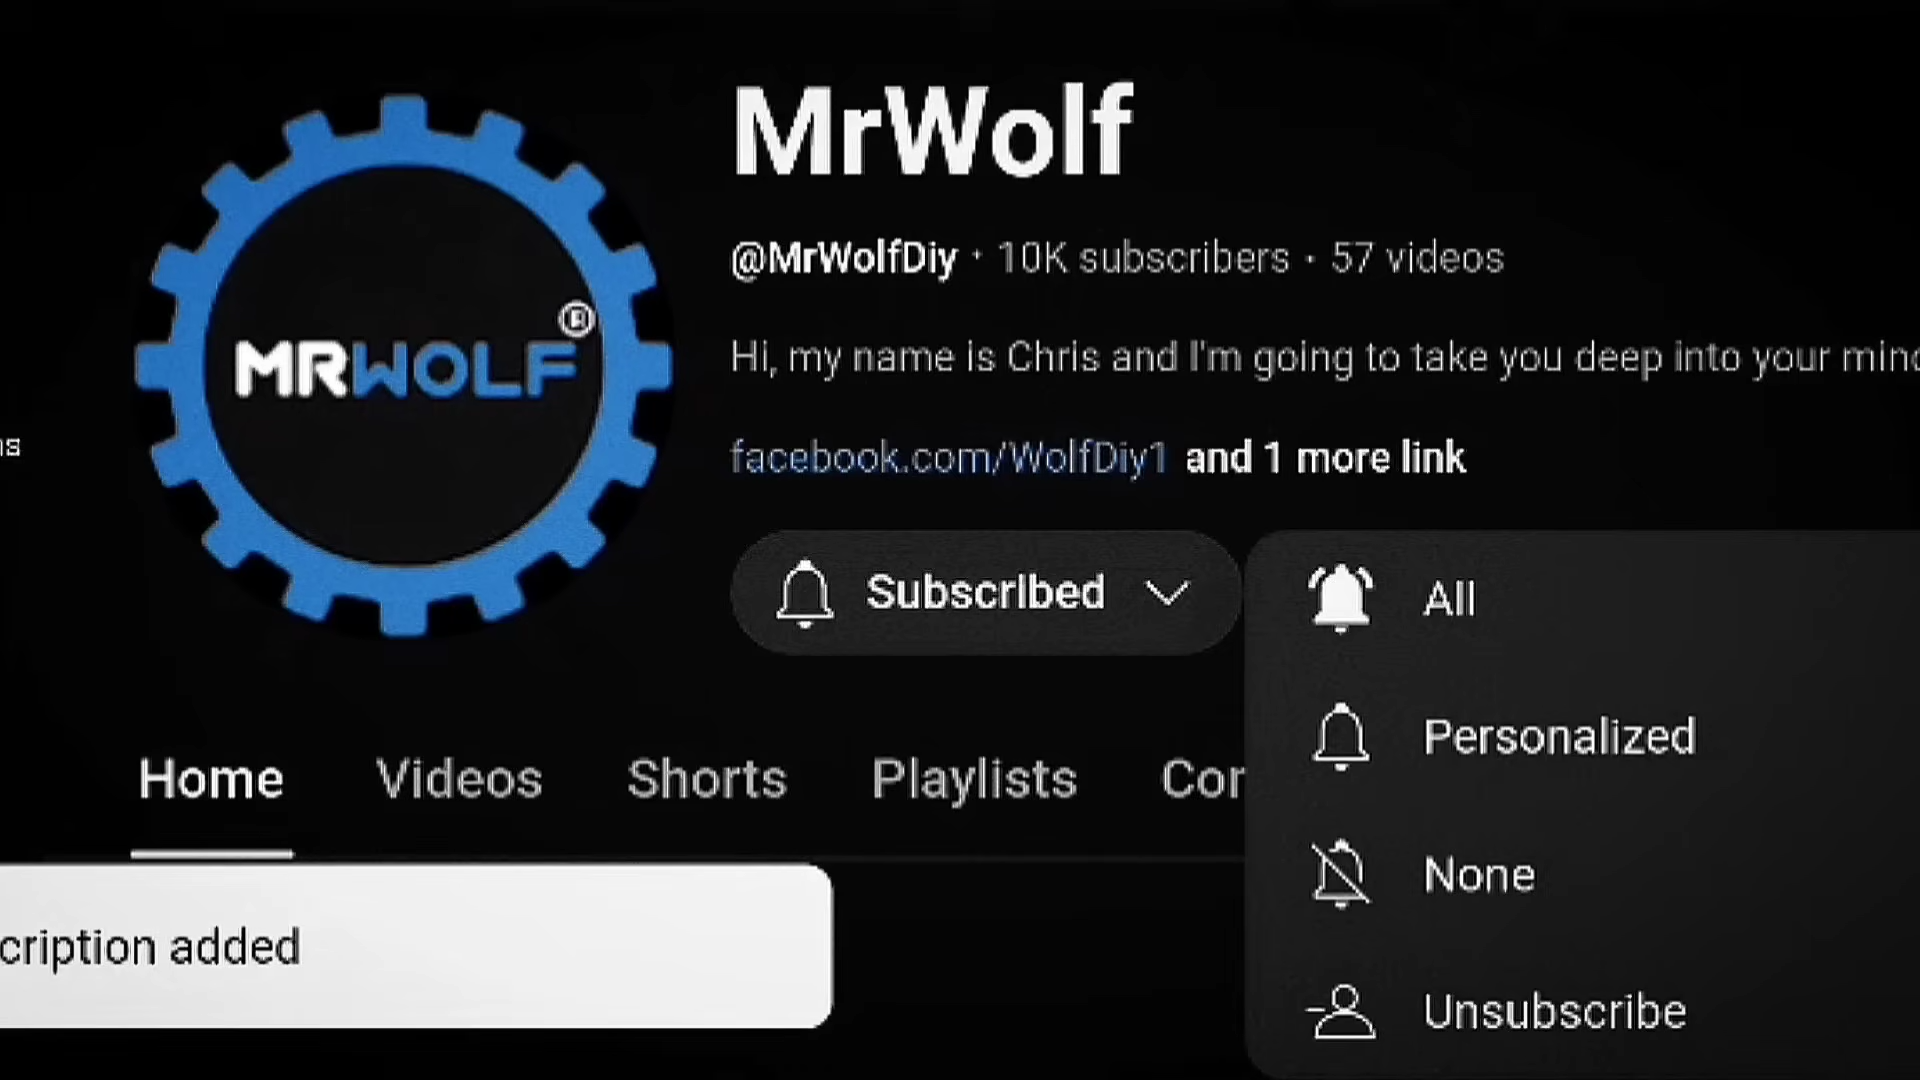 MrWolf
@MrWolfDiy · 10K subscribers · 57 videos
MRWOLF®
Hi, my name is Chris and I'm going to take you deep into your
facebook.com/WolfDiy1 and 1 more link
Subscribed
All
Personalized
None
Unsubscribe
Home Videos Shorts Playlists
cription added